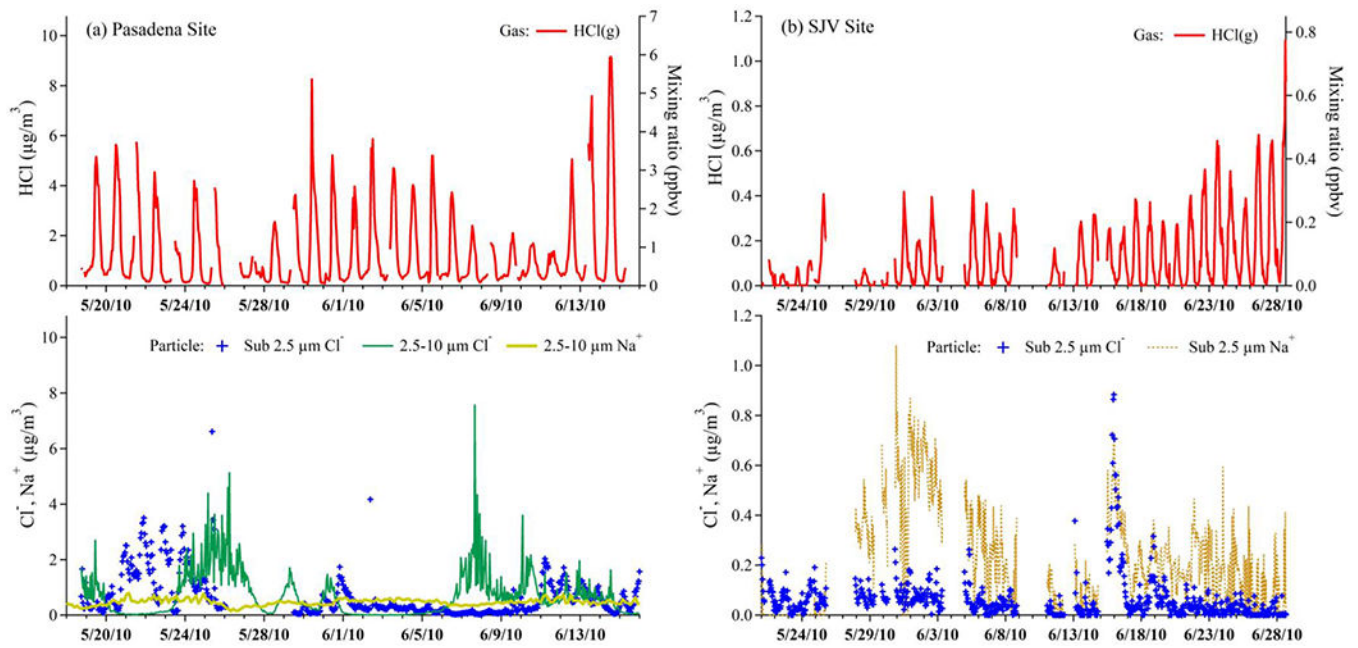 (a) Pasadena Site
Gas: HCl(g)
10
8
6
4
2
0
HCl (µg/m³)
7
6
5
4
3
2
1
0
Mixing ratio (ppbv)
5/20/10 5/24/10 5/28/10 6/1/10 6/5/10 6/9/10 6/13/10
(b) SJV Site
Gas: HCl(g)
1.2
1.0
0.8
0.6
0.4
0.2
0.0
HCl (µg/m³)
0.8
0.6
0.4
0.2
0.0
Mixing ratio (ppbv)
5/24/10 5/29/10 6/3/10 6/8/10 6/13/10 6/18/10 6/23/10 6/28/10
Particle: Sub 2.5 µm Cl⁻ 2.5-10 µm Cl⁻ 2.5-10 µm Na⁺
10
8
6
4
2
0
Cl⁻, Na⁺ (µg/m³)
5/20/10 5/24/10 5/28/10 6/1/10 6/5/10 6/9/10 6/13/10
Particle: Sub 2.5 µm Cl⁻ Sub 2.5 µm Na⁺
1.2
1.0
0.8
0.6
0.4
0.2
0.0
Cl⁻, Na⁺ (µg/m³)
5/24/10 5/29/10 6/3/10 6/8/10 6/13/10 6/18/10 6/23/10 6/28/10